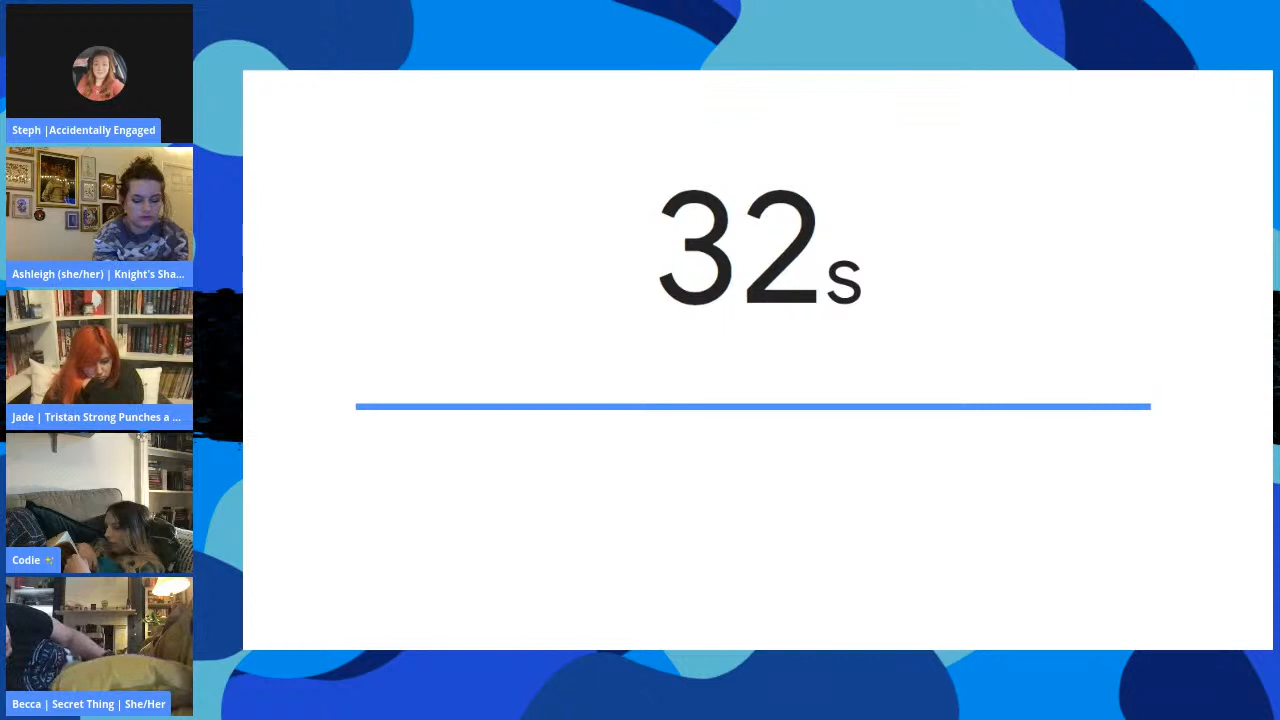 Steph |Accidentally Engaged
32s
Ashleigh (she/her) | Knight's Sha...
Jade | Tristan Strong Punches a ...
Codie ✨
Becca | Secret Thing | She/Her